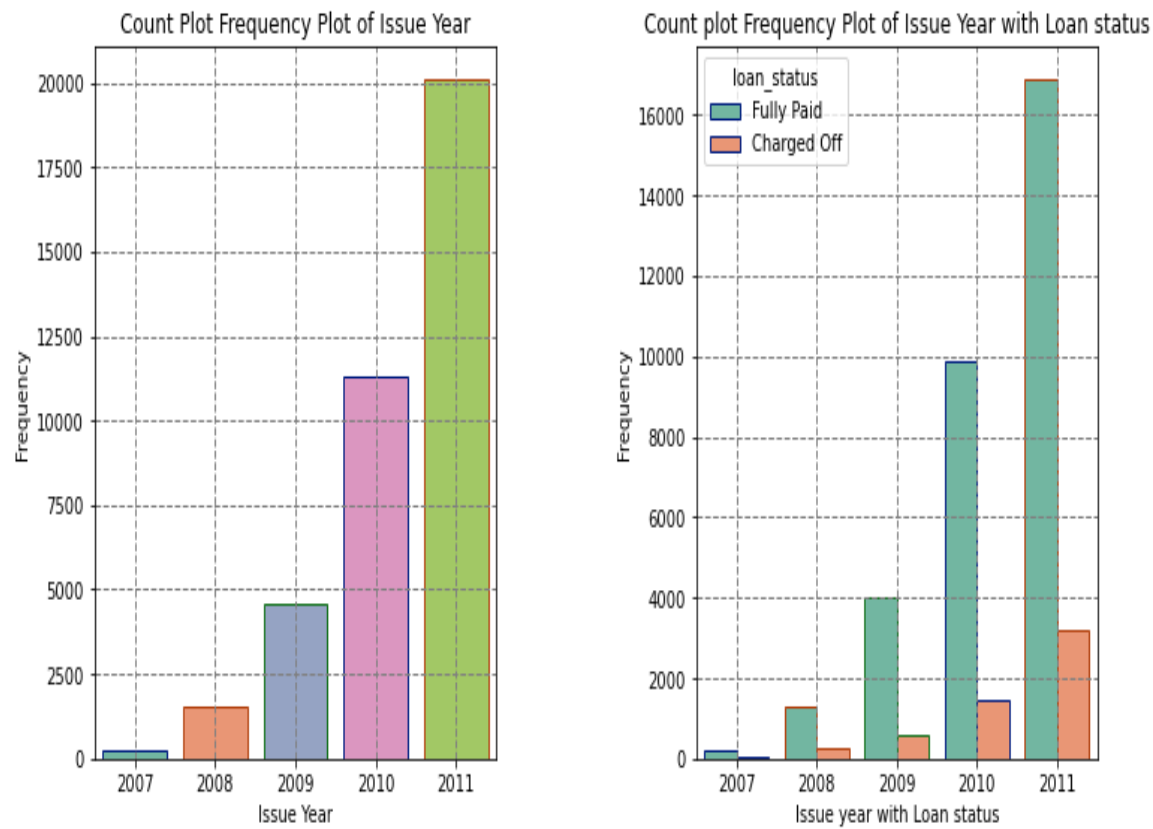 Count Plot Frequency Plot of Issue Year
20000
17500
15000
12500
10000
7500
5000
2500
0
Frequency
2007 2008 2009 2010 2011
Issue Year
Count plot Frequency Plot of Issue Year with Loan status
loan_status
Fully Paid
Charged Off
16000
14000
12000
10000
8000
6000
4000
2000
0
Frequency
2007 2008 2009 2010 2011
Issue year with Loan status